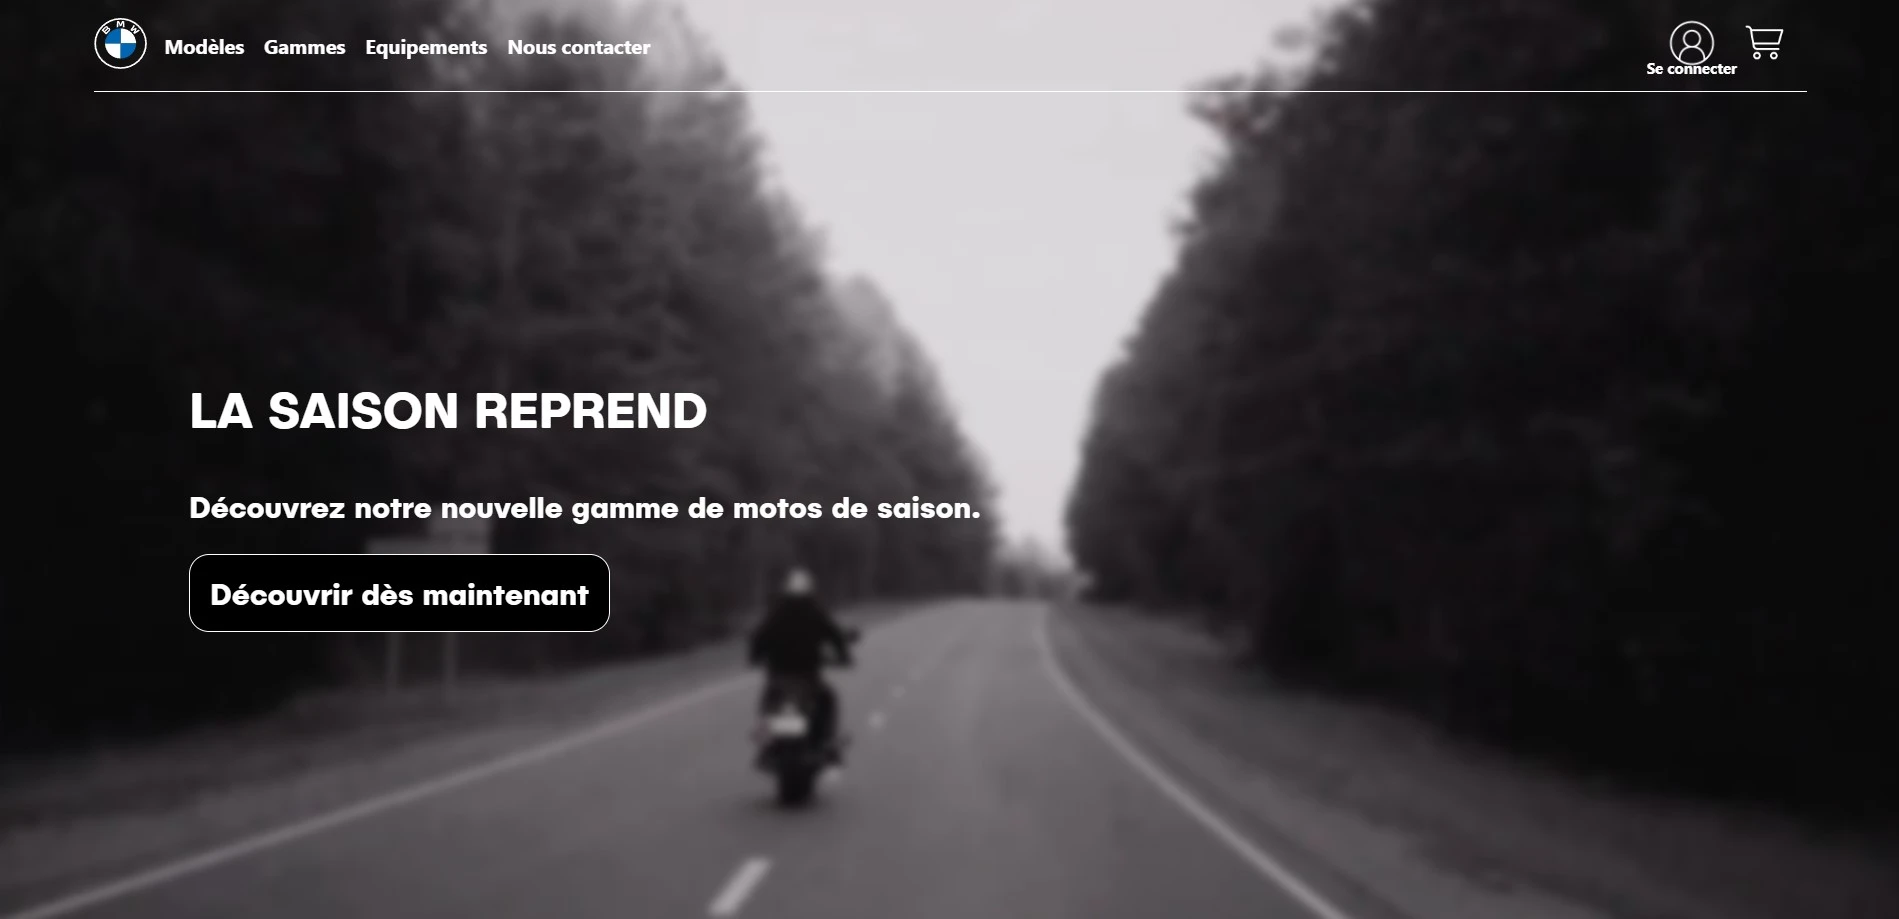 BMW
Modèles Gammes Equipements Nous contacter
Se connecter
LA SAISON REPREND
Découvrez notre nouvelle gamme de motos de saison.
Découvrir dès maintenant